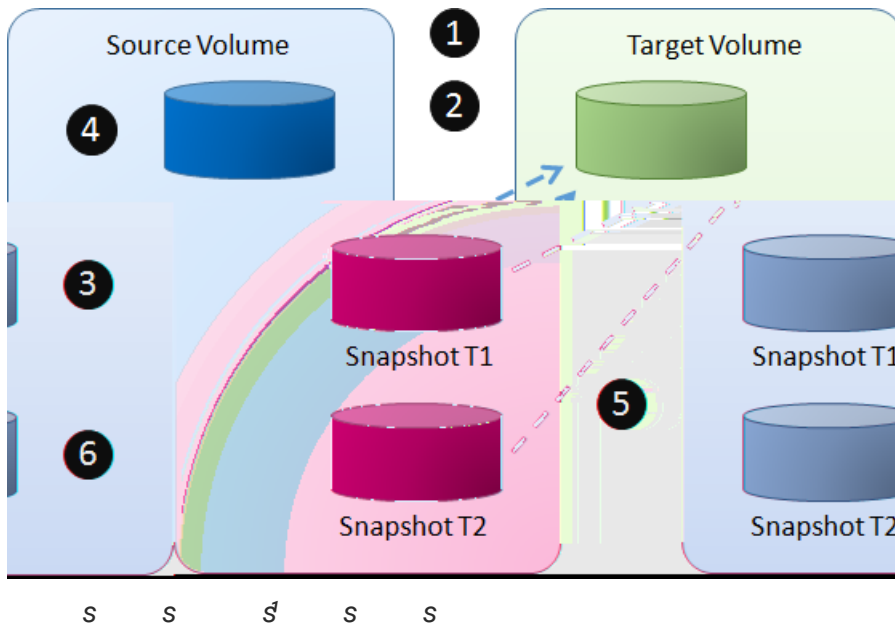 Source Volume
1
Target Volume
2
4
3
Snapshot T1
Snapshot T1
5
6
Snapshot T2
Snapshot T2
s s s s s